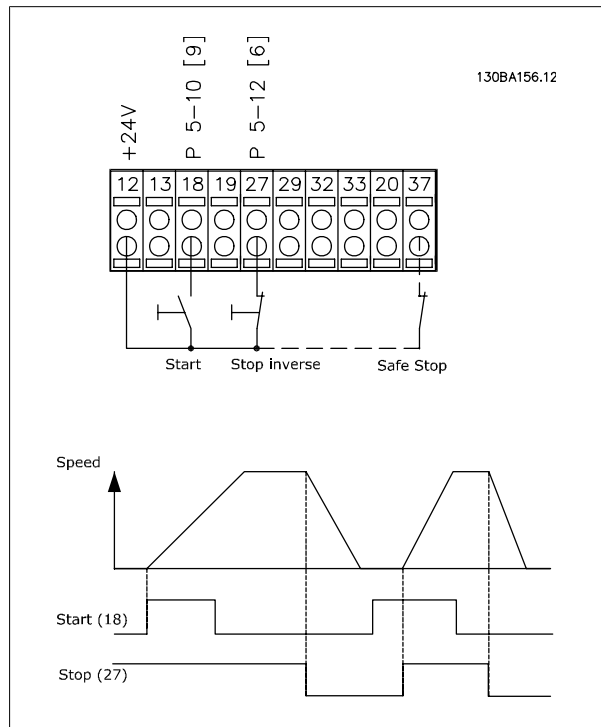 130BA156.12
+24V
P 5-10 [9]
P 5-12 [6]
12 13 18 19 27 29 32 33 20 37
Start Stop inverse Safe Stop
Speed
Start (18)
Stop (27)